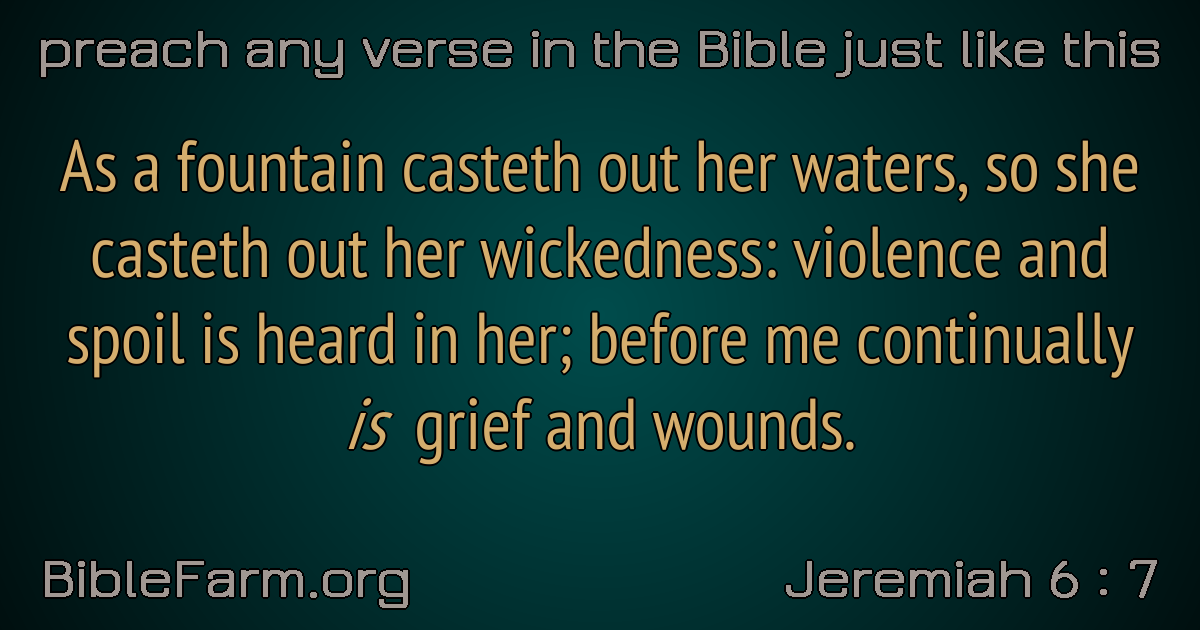 preach any verse in the Bible just like this
As a fountain casteth out her waters, so she
casteth out her wickedness: violence and
spoil is heard in her; before me continually
is grief and wounds.
BibleFarm.org
Jeremiah 6 : 7